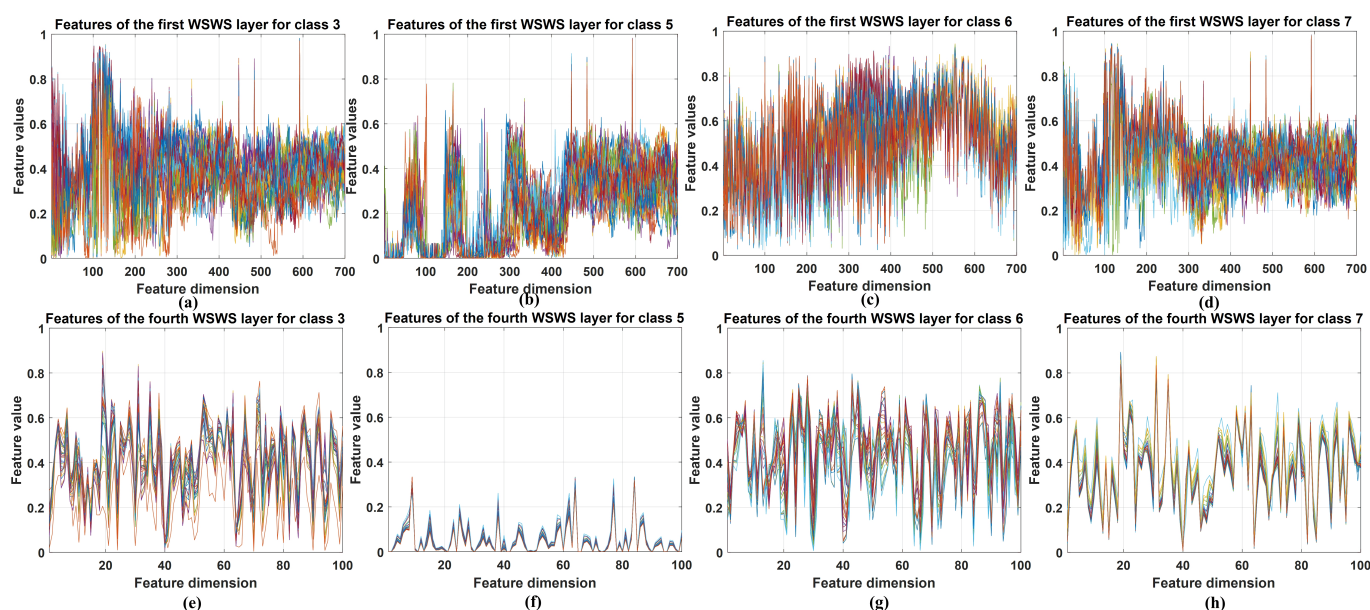 Features of the first WSWS layer for class 3
Feature values
1
0.8
0.6
0.4
0.2
0
100 200 300 400 500 600 700
Feature dimension
(a)
Features of the first WSWS layer for class 5
Feature values
1
0.8
0.6
0.4
0.2
0
100 200 300 400 500 600 700
Feature dimension
(b)
Features of the first WSWS layer for class 6
Feature values
1
0.8
0.6
0.4
0.2
0
100 200 300 400 500 600 700
Feature dimension
(c)
Features of the first WSWS layer for class 7
Feature values
1
0.8
0.6
0.4
0.2
0
100 200 300 400 500 600 700
Feature dimension
(d)
Features of the fourth WSWS layer for class 3
Feature value
1
0.8
0.6
0.4
0.2
0
20 40 60 80 100
Feature dimension
(e)
Features of the fourth WSWS layer for class 5
Feature value
1
0.8
0.6
0.4
0.2
0
20 40 60 80 100
Feature dimension
(f)
Features of the fourth WSWS layer for class 6
Feature value
1
0.8
0.6
0.4
0.2
0
20 40 60 80 100
Feature dimension
(g)
Features of the fourth WSWS layer for class 7
Feature value
1
0.8
0.6
0.4
0.2
0
20 40 60 80 100
Feature dimension
(h)